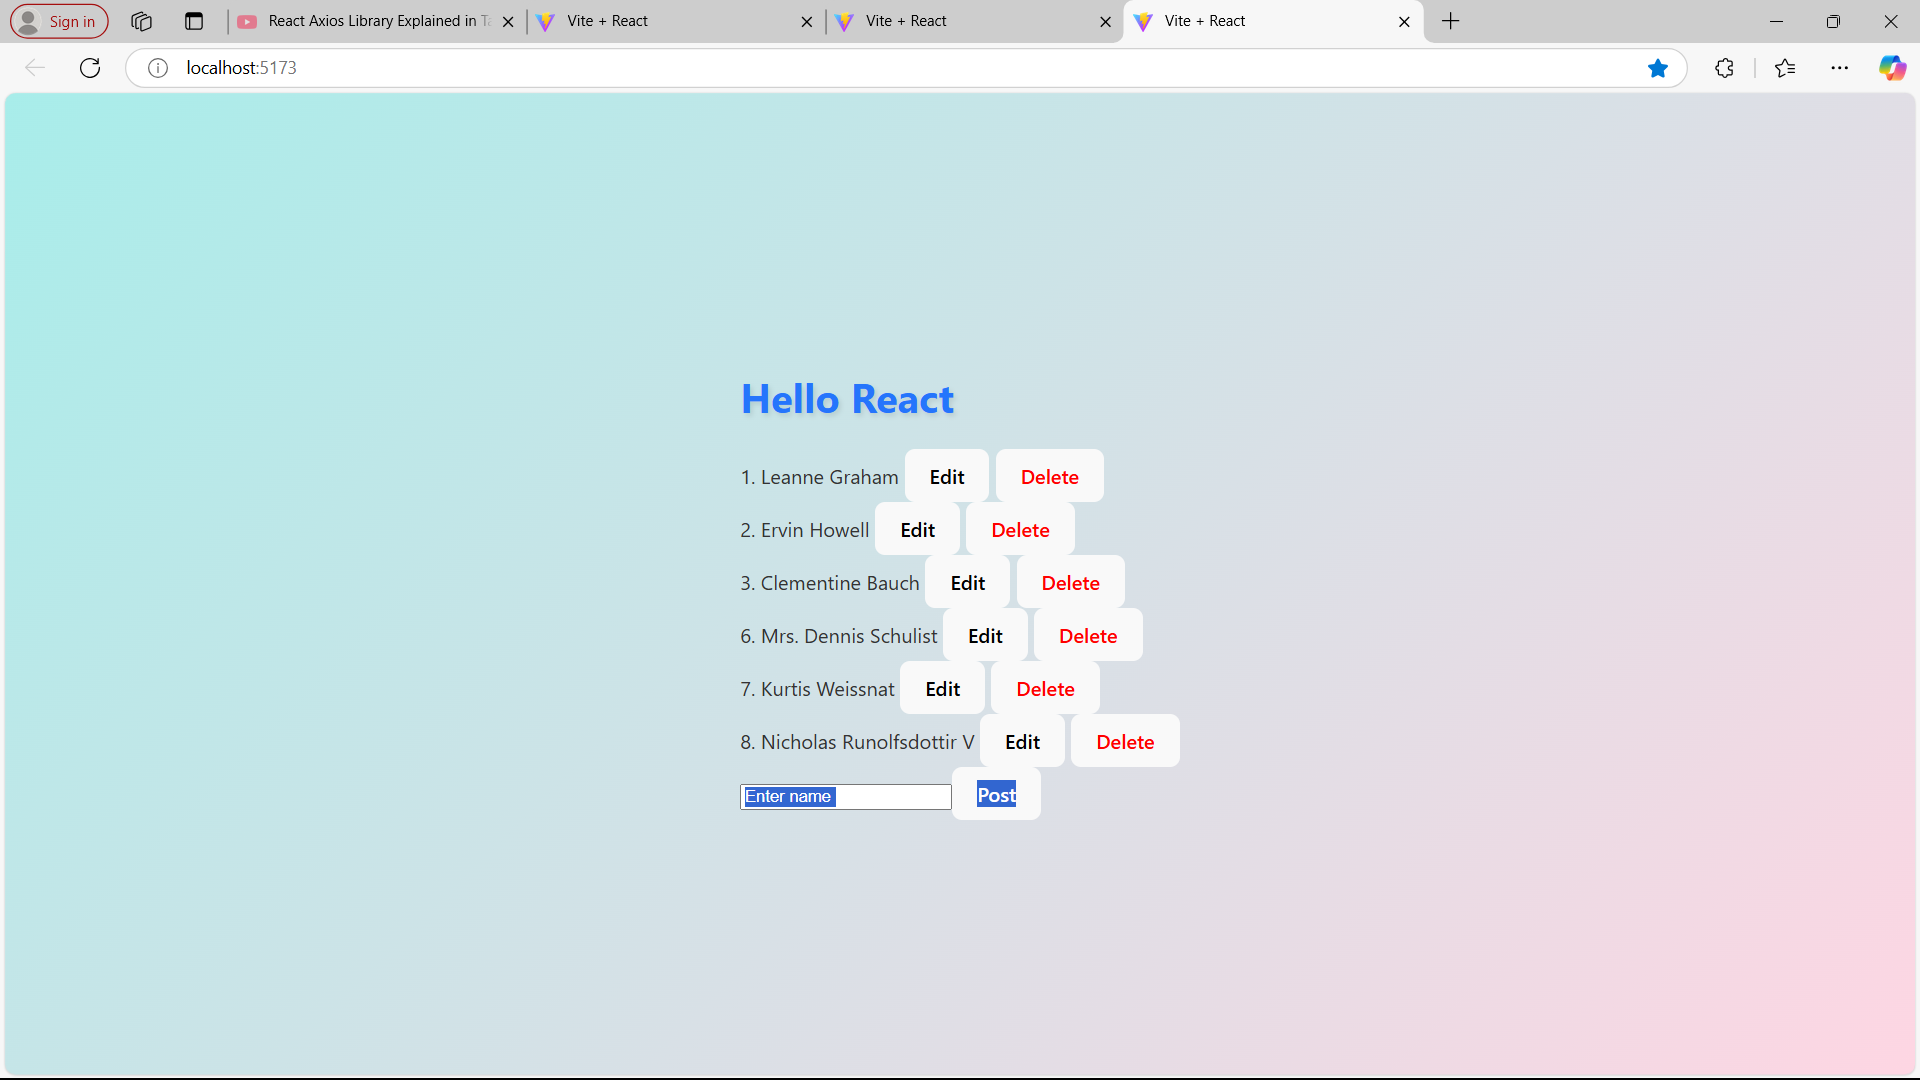 Sign in
React Axios Library Explained in Ta
Vite + React
Vite + React
Vite + React
localhost:5173
Hello React
1. Leanne Graham Edit Delete
2. Ervin Howell Edit Delete
3. Clementine Bauch Edit Delete
6. Mrs. Dennis Schulist Edit Delete
7. Kurtis Weissnat Edit Delete
8. Nicholas Runolfsdottir V Edit Delete
Enter name Post